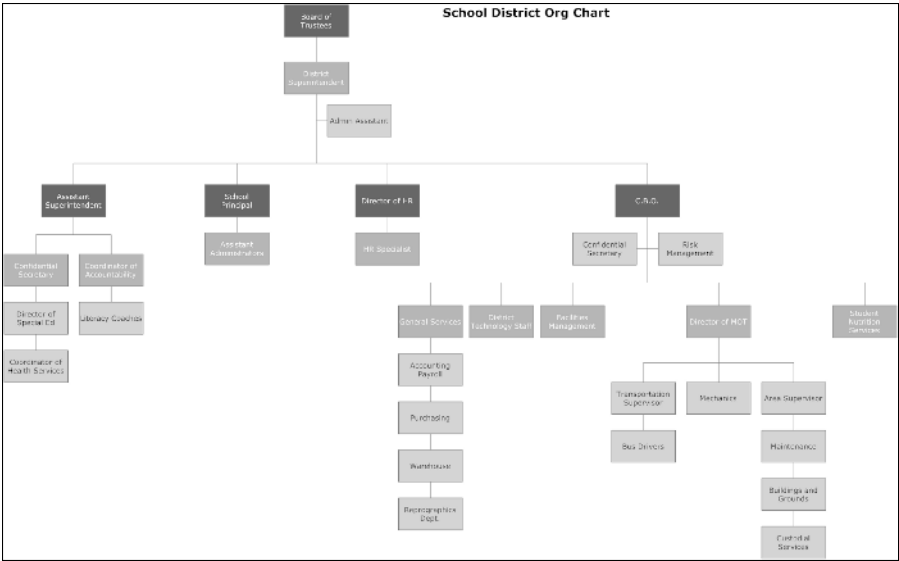 School District Org Chart
Board of
Trustees
District
Superintendent
Admin Assistant
Assistant
Superintendent
School
Principal
Director of HR
C.B.O.
Assistant
Administrators
HR Specialist
Confidential
Secretary
Risk
Management
Confidential
Secretary
Coordinator of
Accountability
Director of
Special Ed
Literacy Coaches
Coordinator of
Health Services
General Services
District
Technology Staff
Facilities
Management
Director of MOT
Student
Nutrition
Services
Accounting
Payroll
Purchasing
Warehouse
Reprographics
Dept.
Transportation
Supervisor
Mechanics
Area Supervisor
Bus Drivers
Maintenance
Buildings and
Grounds
Custodial
Services